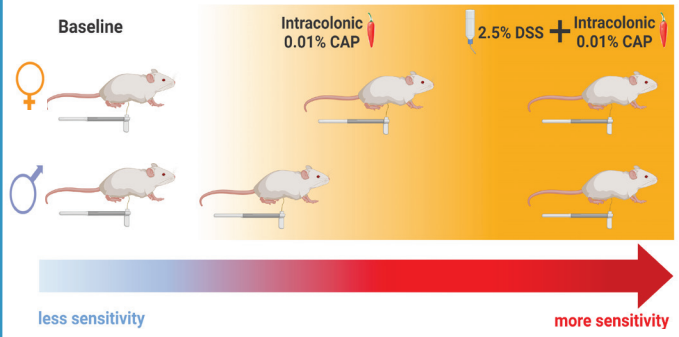 Baseline
Intracolonic
0.01% CAP
2.5% DSS + Intracolonic
0.01% CAP
less sensitivity
more sensitivity